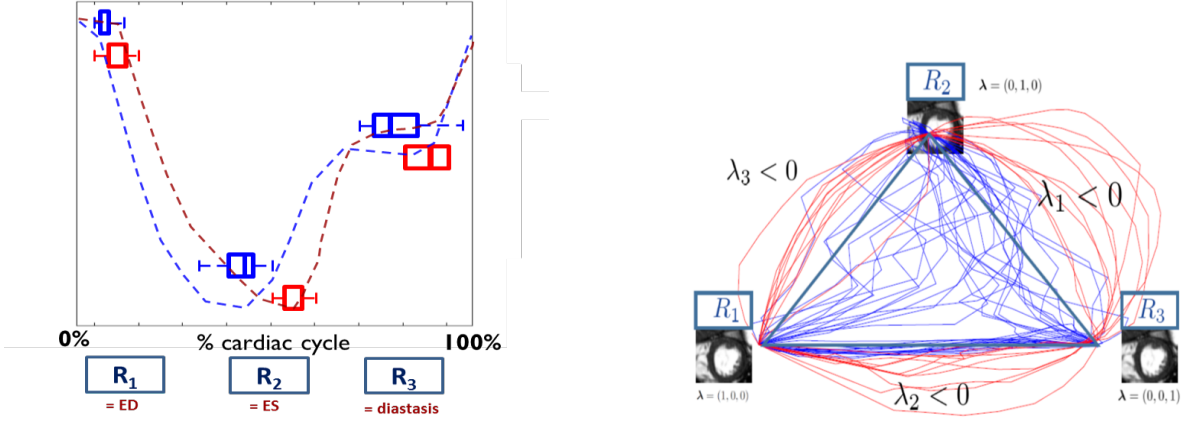 0% % cardiac cycle 100%
R₁ R₂ R₃
= ED = ES = diastasis
R₂ λ = (0,1,0)
λ₃ < 0
λ₁ < 0
R₁ R₃
λ₂ < 0
λ = (1,0,0) λ = (0,0,1)